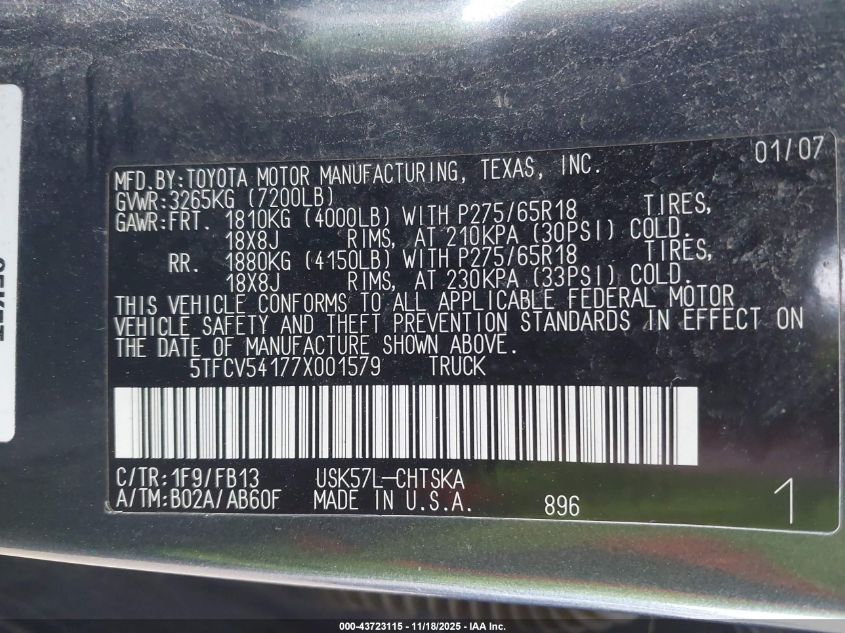 01/07
MFD.BY:TOYOTA MOTOR MANUFACTURING, TEXAS, INC.
GVWR:3265KG (7200LB)
GAWR:FRT. 1810KG (4000LB) WITH P275/65R18 TIRES,
18X8J RIMS, AT 210KPA (30PSI) COLD.
RR. 1880KG (4150LB) WITH P275/65R18 TIRES,
18X8J RIMS, AT 230KPA (33PSI) COLD.
THIS VEHICLE CONFORMS TO ALL APPLICABLE FEDERAL MOTOR
VEHICLE SAFETY AND THEFT PREVENTION STANDARDS IN EFFECT ON
THE DATE OF MANUFACTURE SHOWN ABOVE.
5TFCV54177X001579 TRUCK
C/TR:1F9/FB13 USK57L-CHTSKA
A/TM:B02A/AB60F MADE IN U.S.A. 896 1
000-43723115 - 11/18/2025 - IAA Inc.